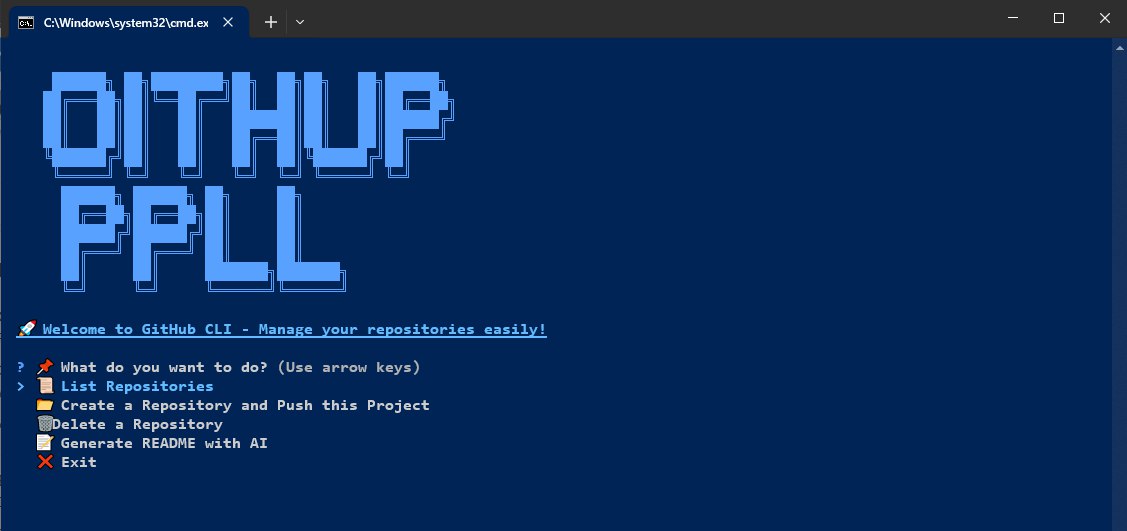 C:\Windows\system32\cmd.ex
OITHUP
PPLL
🚀 Welcome to GitHub CLI - Manage your repositories easily!
? 📌 What do you want to do? (Use arrow keys)
> 📜 List Repositories
📂 Create a Repository and Push this Project
🗑️Delete a Repository
📝 Generate README with AI
❌ Exit